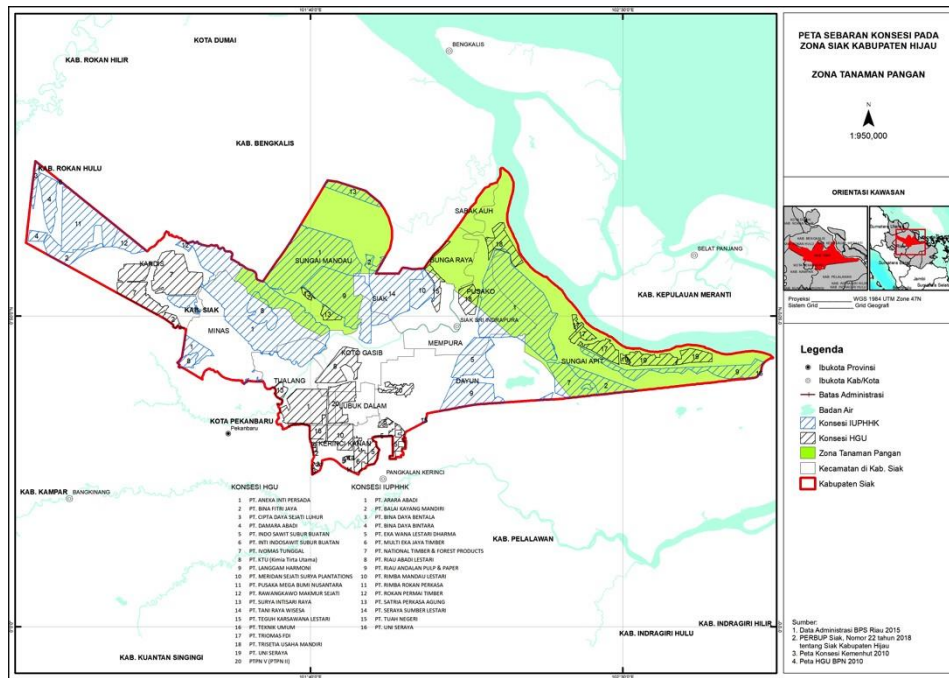 PETA SEBARAN KONSESI PADA
ZONA SIAK KABUPATEN HIJAU
ZONA TANAMAN PANGAN
N
1:950,000
ORIENTASI KAWASAN
Proyeksi WGS 1984 UTM Zone 47N
Sistem Grid Grid Geografi
Legenda
Ibukota Provinsi
Ibukota Kab/Kota
Batas Administrasi
Badan Air
Konsesi IUPHHK
Konsesi HGU
Zona Tanaman Pangan
Kecamatan di Kab. Siak
Kabupaten Siak
Sumber:
1. Data Administrasi BPS Riau 2015
2. PERBUP Siak, Nomor 22 tahun 2018
tentang Siak Kabupaten Hijau
3. Peta Konsesi Kemenhut 2010
4. Peta HGU BPN 2010
KOTA DUMAI
KAB. ROKAN HILIR
BENGKALIS
KAB. BENGKALIS
KAB. ROKAN HULU
SABAK AUH
SUNGAI MANDAU
BUNGA RAYA
SELAT PANJANG
KANDIS
PUSAKO
SIAK
KAB. KEPULAUAN MERANTI
KAB. SIAK
SIAK SRI INDRAPURA
MINAS
MEMPURA
KOTO GASIB
SUNGAI APIT
TUALANG
DAYUN
LUBUK DALAM
KOTA PEKANBARU
Pekanbaru
KERINCI KANAN
PANGKALAN KERINCI
KAB. KAMPAR
BANGKINANG
KAB. PELALAWAN
KAB. INDRAGIRI HILIR
KAB. INDRAGIRI HULU
KAB. KUANTAN SINGINGI
KONSESI HGU
1 PT. ANEKA INTI PERSADA
2 PT. BINA FITRI JAYA
3 PT. CIPTA DAYA SEJATI LUHUR
4 PT. DAMARA ABADI
5 PT. INDO SAWIT SUBUR BUATAN
6 PT. INTI INDOSAWIT SUBUR BUATAN
7 PT. IVOMAS TUNGGAL
8 PT. KTU (Kimia Tirta Utama)
9 PT. LANGGAM HARMONI
10 PT. MERIDAN SEJATI SURYA PLANTATIONS
11 PT. PUSAKA MEGA BUMI NUSANTARA
12 PT. RAWANGKAWO MAKMUR SEJATI
13 PT. SURYA INTISARI RAYA
14 PT. TANI RAYA WISESA
15 PT. TEGUH KARSAWANA LESTARI
16 PT. TEKNIK UMUM
17 PT. TRIOMAS FDI
18 PT. TRISETIA USAHA MANDIRI
19 PT. UNI SERAYA
20 PTPN V (PTPN II)
KONSESI IUPHHK
1 PT. ARARA ABADI
2 PT. BALAI KAYANG MANDIRI
3 PT. BINA DAYA BENTALA
4 PT. BINA DAYA BINTARA
5 PT. EKA WANA LESTARI DHARMA
6 PT. MULTI EKA JAYA TIMBER
7 PT. NATIONAL TIMBER & FOREST PRODUCTS
8 PT. RIAU ABADI LESTARI
9 PT. RIAU ANDALAN PULP & PAPER
10 PT. RIMBA MANDAU LESTARI
11 PT. RIMBA ROKAN PERKASA
12 PT. ROKAN PERMAI TIMBER
13 PT. SATRIA PERKASA AGUNG
14 PT. SERAYA SUMBER LESTARI
15 PT. TUAH NEGERI
16 PT. UNI SERAYA